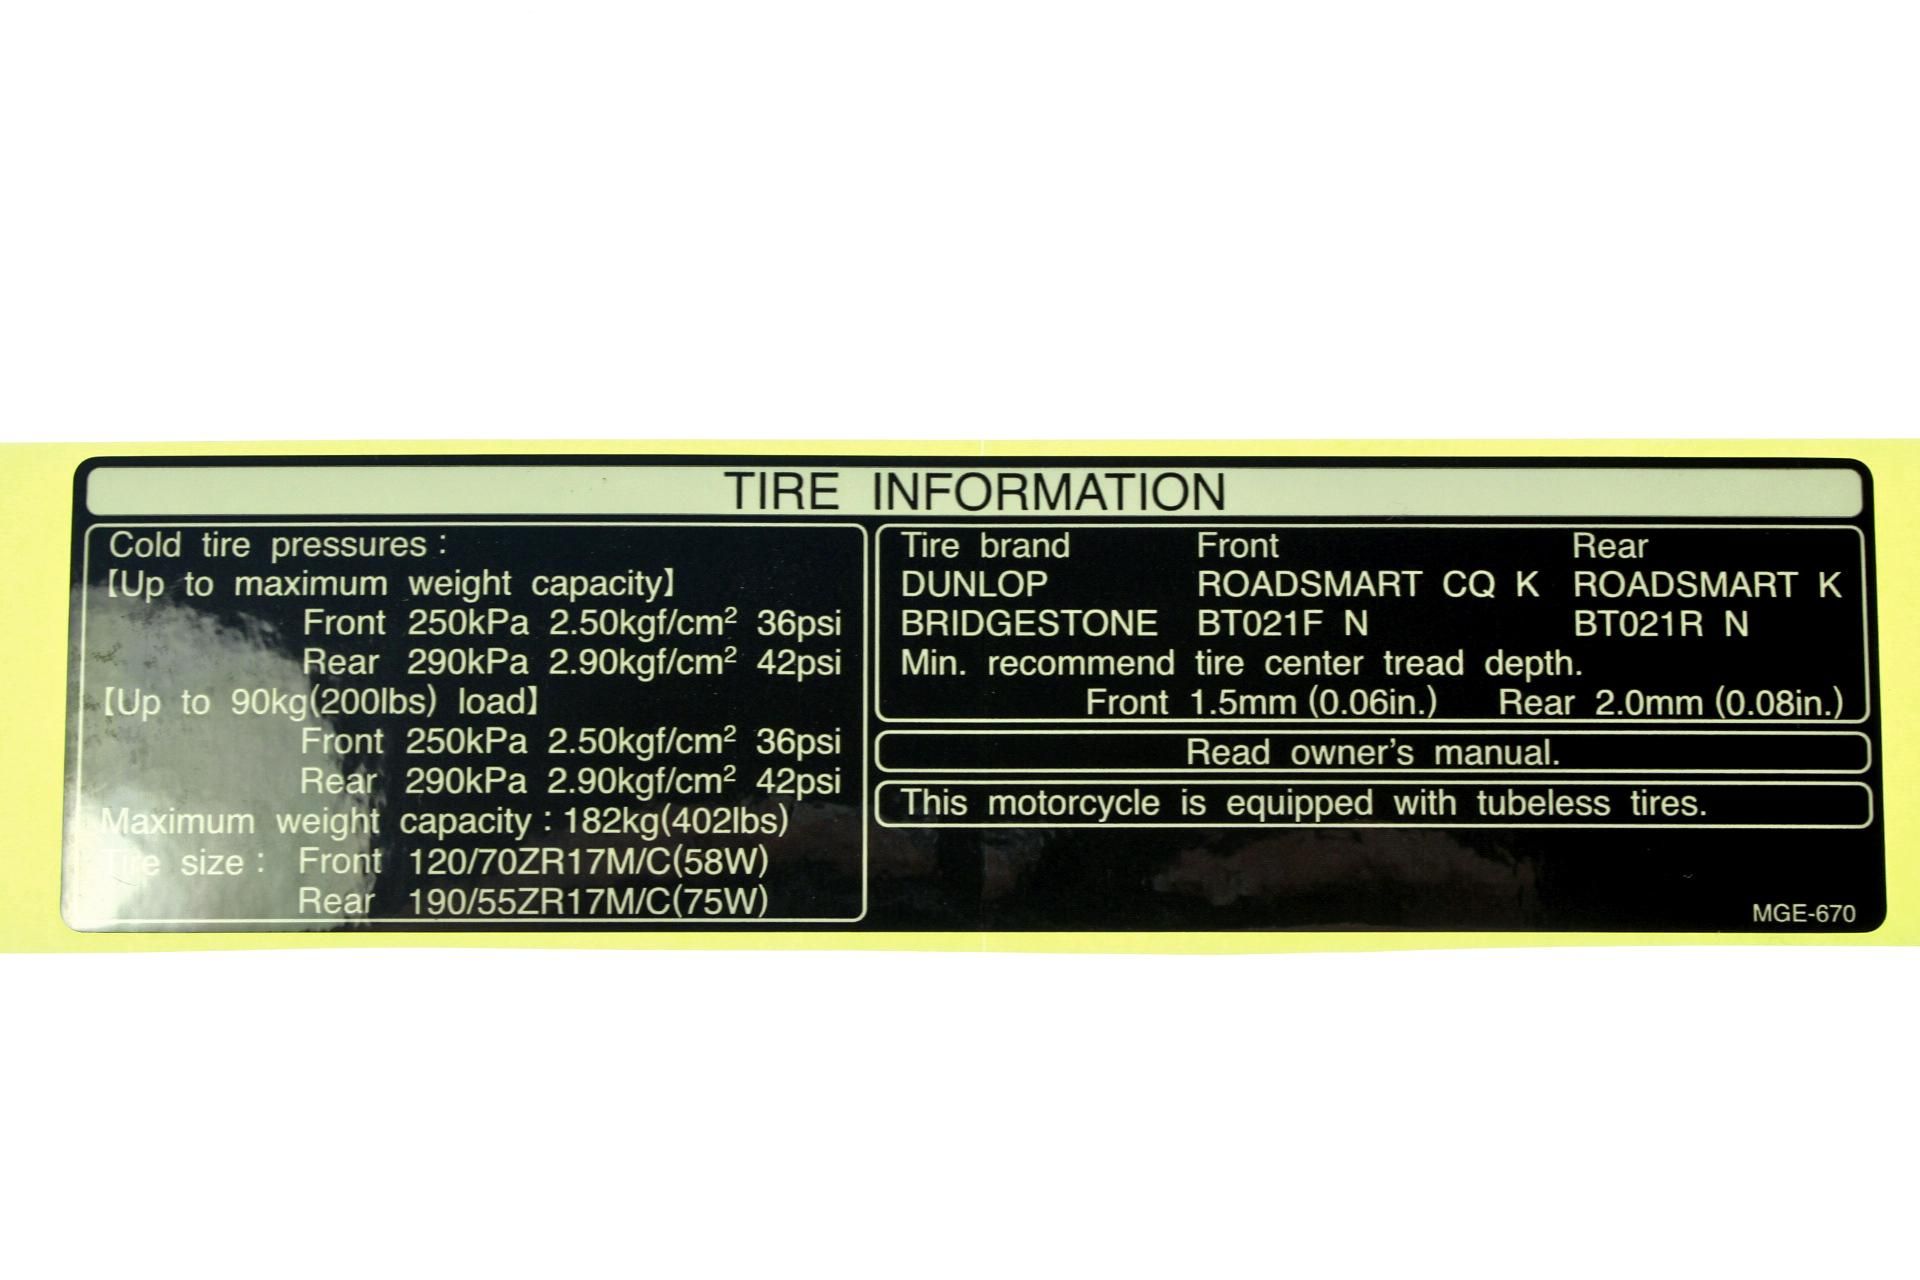 TIRE INFORMATION
Cold tire pressures :
【Up to maximum weight capacity】
Front 250kPa 2.50kgf/cm² 36psi
Rear 290kPa 2.90kgf/cm² 42psi
【Up to 90kg(200lbs) load】
Front 250kPa 2.50kgf/cm² 36psi
Rear 290kPa 2.90kgf/cm² 42psi
Maximum weight capacity : 182kg(402lbs)
Tire size : Front 120/70ZR17M/C(58W)
Rear 190/55ZR17M/C(75W)
Tire brand Front Rear
DUNLOP ROADSMART CQ K ROADSMART K
BRIDGESTONE BT021F N BT021R N
Min. recommend tire center tread depth.
Front 1.5mm (0.06in.) Rear 2.0mm (0.08in.)
Read owner's manual.
This motorcycle is equipped with tubeless tires.
MGE-670